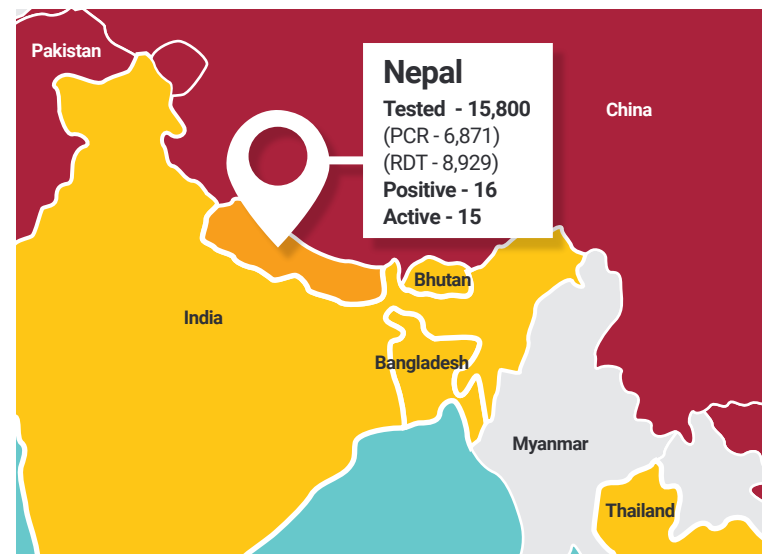 Pakistan
Nepal
Tested - 15,800
(PCR - 6,871)
(RDT - 8,929)
Positive - 16
Active - 15
China
Bhutan
India
Bangladesh
Myanmar
Thailand